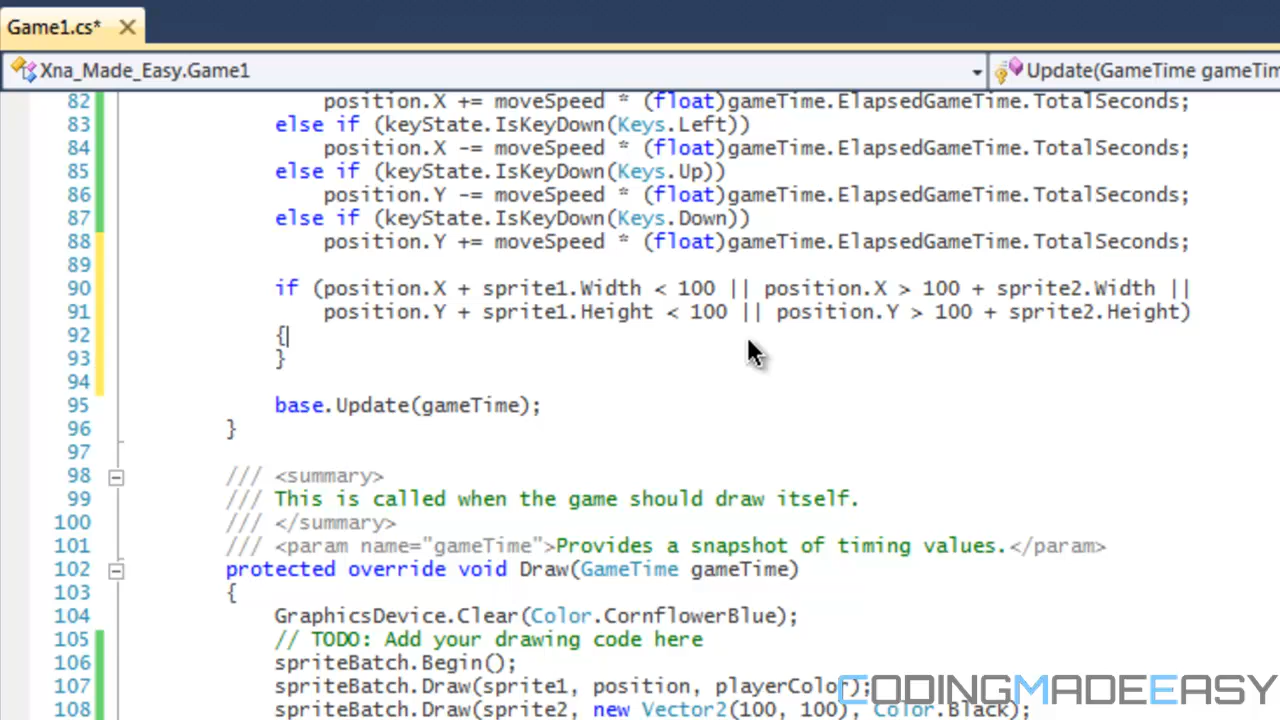 Game1.cs*
Xna_Made_Easy.Game1 Update(GameTime gameTim
82 position.X += moveSpeed * (float)gameTime.ElapsedGameTime.TotalSeconds;
83 else if (keyState.IsKeyDown(Keys.Left))
84 position.X -= moveSpeed * (float)gameTime.ElapsedGameTime.TotalSeconds;
85 else if (keyState.IsKeyDown(Keys.Up))
86 position.Y -= moveSpeed * (float)gameTime.ElapsedGameTime.TotalSeconds;
87 else if (keyState.IsKeyDown(Keys.Down))
88 position.Y += moveSpeed * (float)gameTime.ElapsedGameTime.TotalSeconds;
89
90 if (position.X + sprite1.Width < 100 || position.X > 100 + sprite2.Width ||
91 position.Y + sprite1.Height < 100 || position.Y > 100 + sprite2.Height)
92 {
93 }
94
95 base.Update(gameTime);
96 }
97
98 /// <summary>
99 /// This is called when the game should draw itself.
100 /// </summary>
101 /// <param name="gameTime">Provides a snapshot of timing values.</param>
102 protected override void Draw(GameTime gameTime)
103 {
104 GraphicsDevice.Clear(Color.CornflowerBlue);
105 // TODO: Add your drawing code here
106 spriteBatch.Begin();
107 spriteBatch.Draw(sprite1, position, playerColor);
108 spriteBatch.Draw(sprite2, new Vector2(100, 100), Color.Black);
CODINGMADEEASY